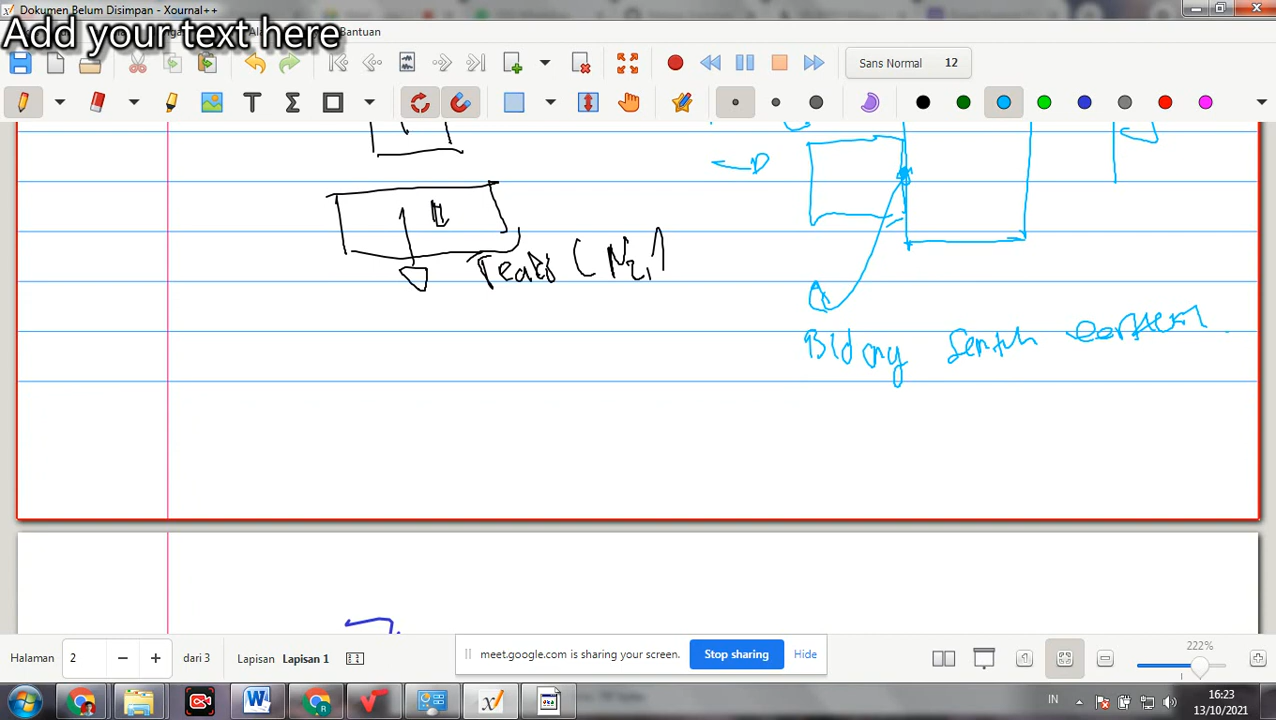 Dokumen Belum Disimpan - Xournal++
Add your text here
Bantuan
Sans Normal 12
D
Bidang Sentuh
Halaman 2 dari 3 Lapisan Lapisan 1
meet.google.com is sharing your screen. Stop sharing Hide
222%
IN
16:23
13/10/2021